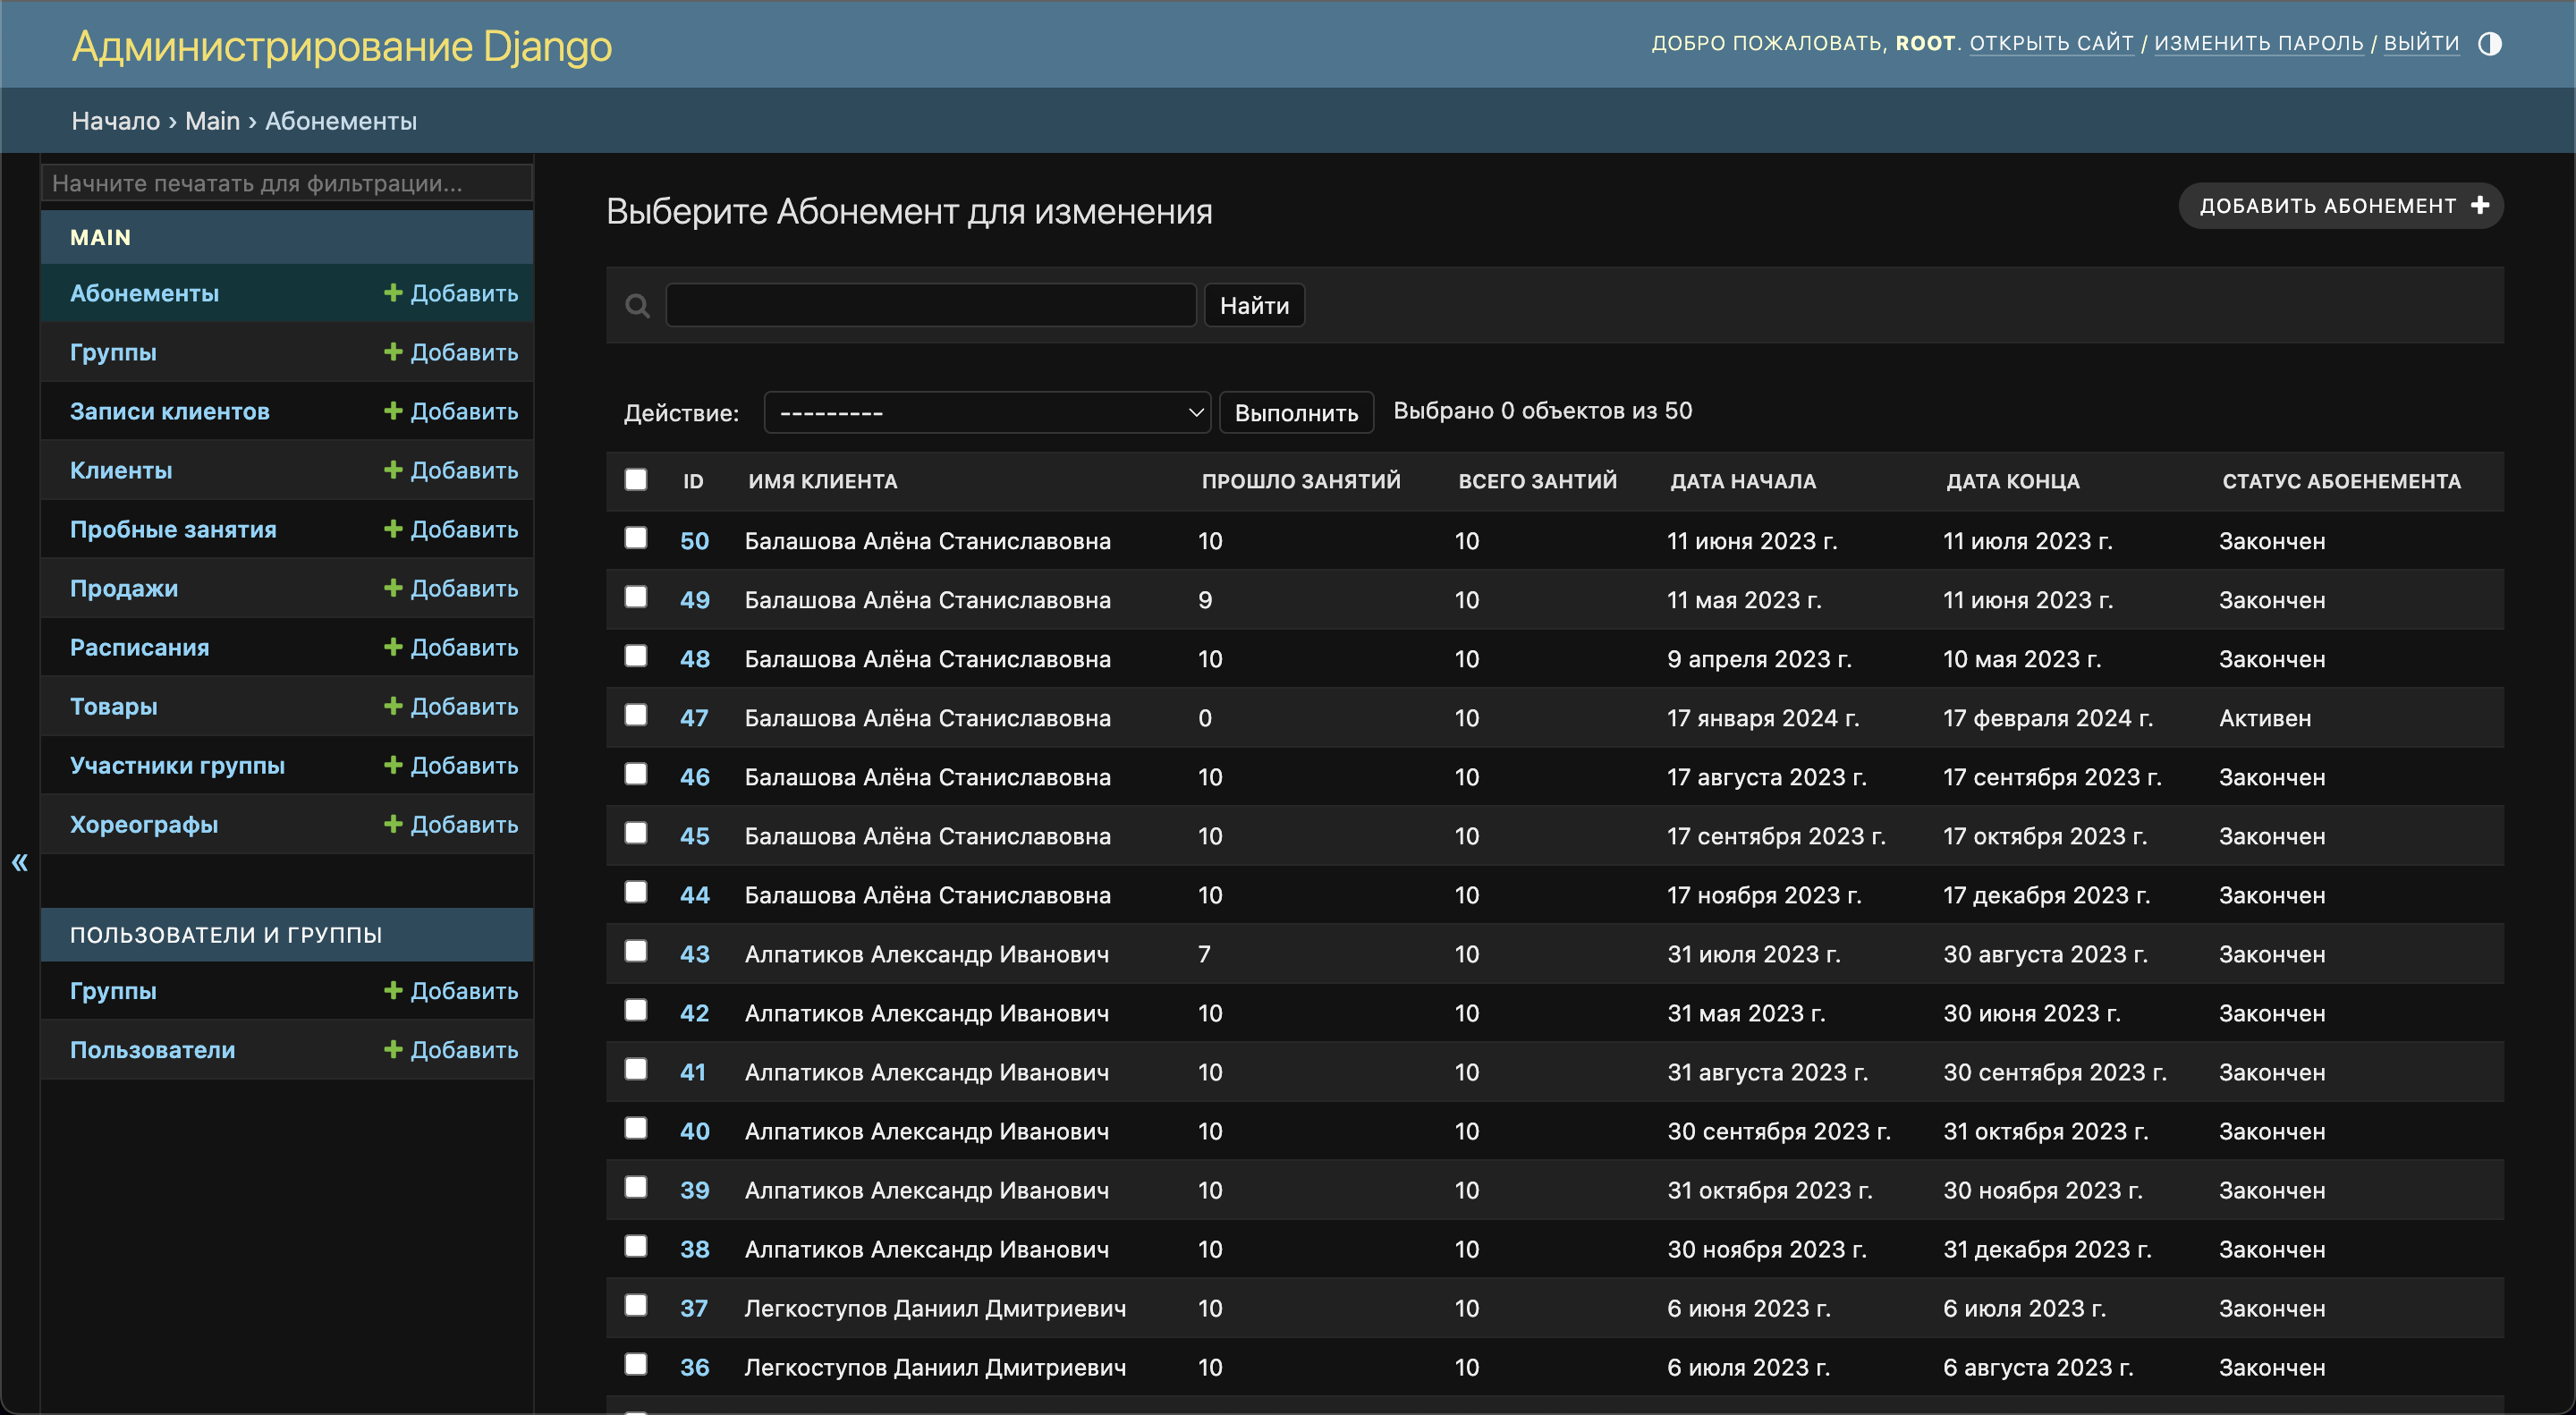 Администрирование Django
ДОБРО ПОЖАЛОВАТЬ, ROOT. ОТКРЫТЬ САЙТ / ИЗМЕНИТЬ ПАРОЛЬ / ВЫЙТИ
Начало › Main › Абонементы
Начните печатать для фильтрации...
MAIN
Абонементы + Добавить
Группы + Добавить
Записи клиентов + Добавить
Клиенты + Добавить
Пробные занятия + Добавить
Продажи + Добавить
Расписания + Добавить
Товары + Добавить
Участники группы + Добавить
Хореографы + Добавить
«
ПОЛЬЗОВАТЕЛИ И ГРУППЫ
Группы + Добавить
Пользователи + Добавить
Выберите Абонемент для изменения
ДОБАВИТЬ АБОНЕМЕНТ +
Найти
Действие: --------- Выполнить Выбрано 0 объектов из 50
ID ИМЯ КЛИЕНТА ПРОШЛО ЗАНЯТИЙ ВСЕГО ЗАНТИЙ ДАТА НАЧАЛА ДАТА КОНЦА СТАТУС АБОЕНЕМЕНТА
50 Балашова Алёна Станиславовна 10 10 11 июня 2023 г. 11 июля 2023 г. Закончен
49 Балашова Алёна Станиславовна 9 10 11 мая 2023 г. 11 июня 2023 г. Закончен
48 Балашова Алёна Станиславовна 10 10 9 апреля 2023 г. 10 мая 2023 г. Закончен
47 Балашова Алёна Станиславовна 0 10 17 января 2024 г. 17 февраля 2024 г. Активен
46 Балашова Алёна Станиславовна 10 10 17 августа 2023 г. 17 сентября 2023 г. Закончен
45 Балашова Алёна Станиславовна 10 10 17 сентября 2023 г. 17 октября 2023 г. Закончен
44 Балашова Алёна Станиславовна 10 10 17 ноября 2023 г. 17 декабря 2023 г. Закончен
43 Алпатиков Александр Иванович 7 10 31 июля 2023 г. 30 августа 2023 г. Закончен
42 Алпатиков Александр Иванович 10 10 31 мая 2023 г. 30 июня 2023 г. Закончен
41 Алпатиков Александр Иванович 10 10 31 августа 2023 г. 30 сентября 2023 г. Закончен
40 Алпатиков Александр Иванович 10 10 30 сентября 2023 г. 31 октября 2023 г. Закончен
39 Алпатиков Александр Иванович 10 10 31 октября 2023 г. 30 ноября 2023 г. Закончен
38 Алпатиков Александр Иванович 10 10 30 ноября 2023 г. 31 декабря 2023 г. Закончен
37 Легкоступов Даниил Дмитриевич 10 10 6 июня 2023 г. 6 июля 2023 г. Закончен
36 Легкоступов Даниил Дмитриевич 10 10 6 июля 2023 г. 6 августа 2023 г. Закончен